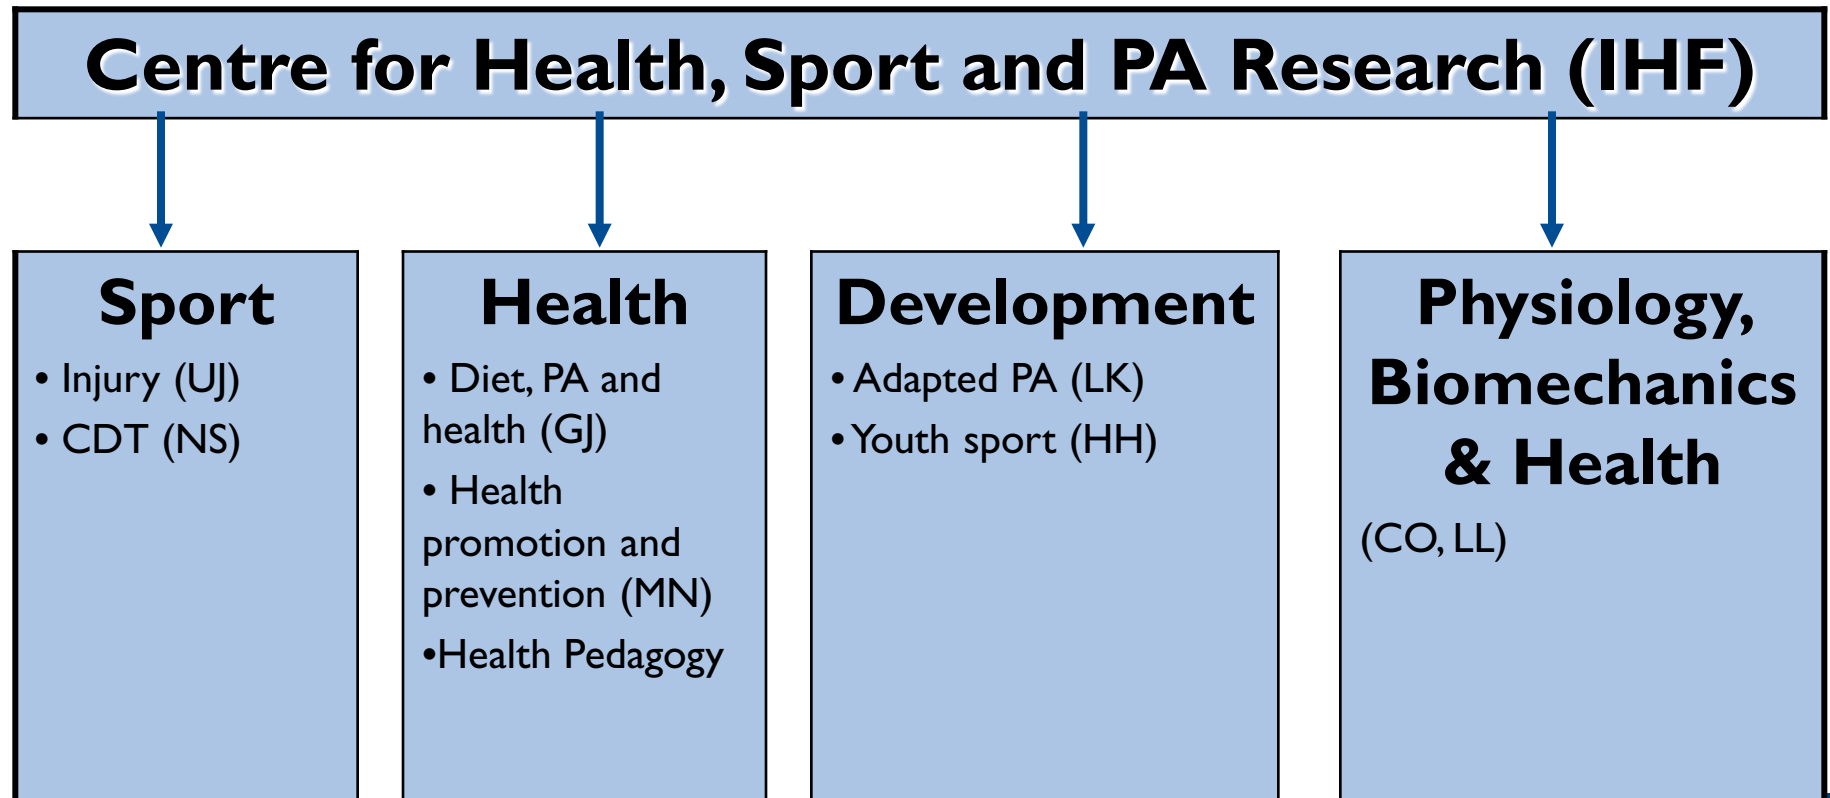 Centre for Health, Sport and PA Research (IHF)
Sport
• Injury (UJ)
• CDT (NS)
Health
• Diet, PA and
health (GJ)
• Health
promotion and
prevention (MN)
•Health Pedagogy
Development
• Adapted PA (LK)
• Youth sport (HH)
Physiology,
Biomechanics
& Health
(CO, LL)